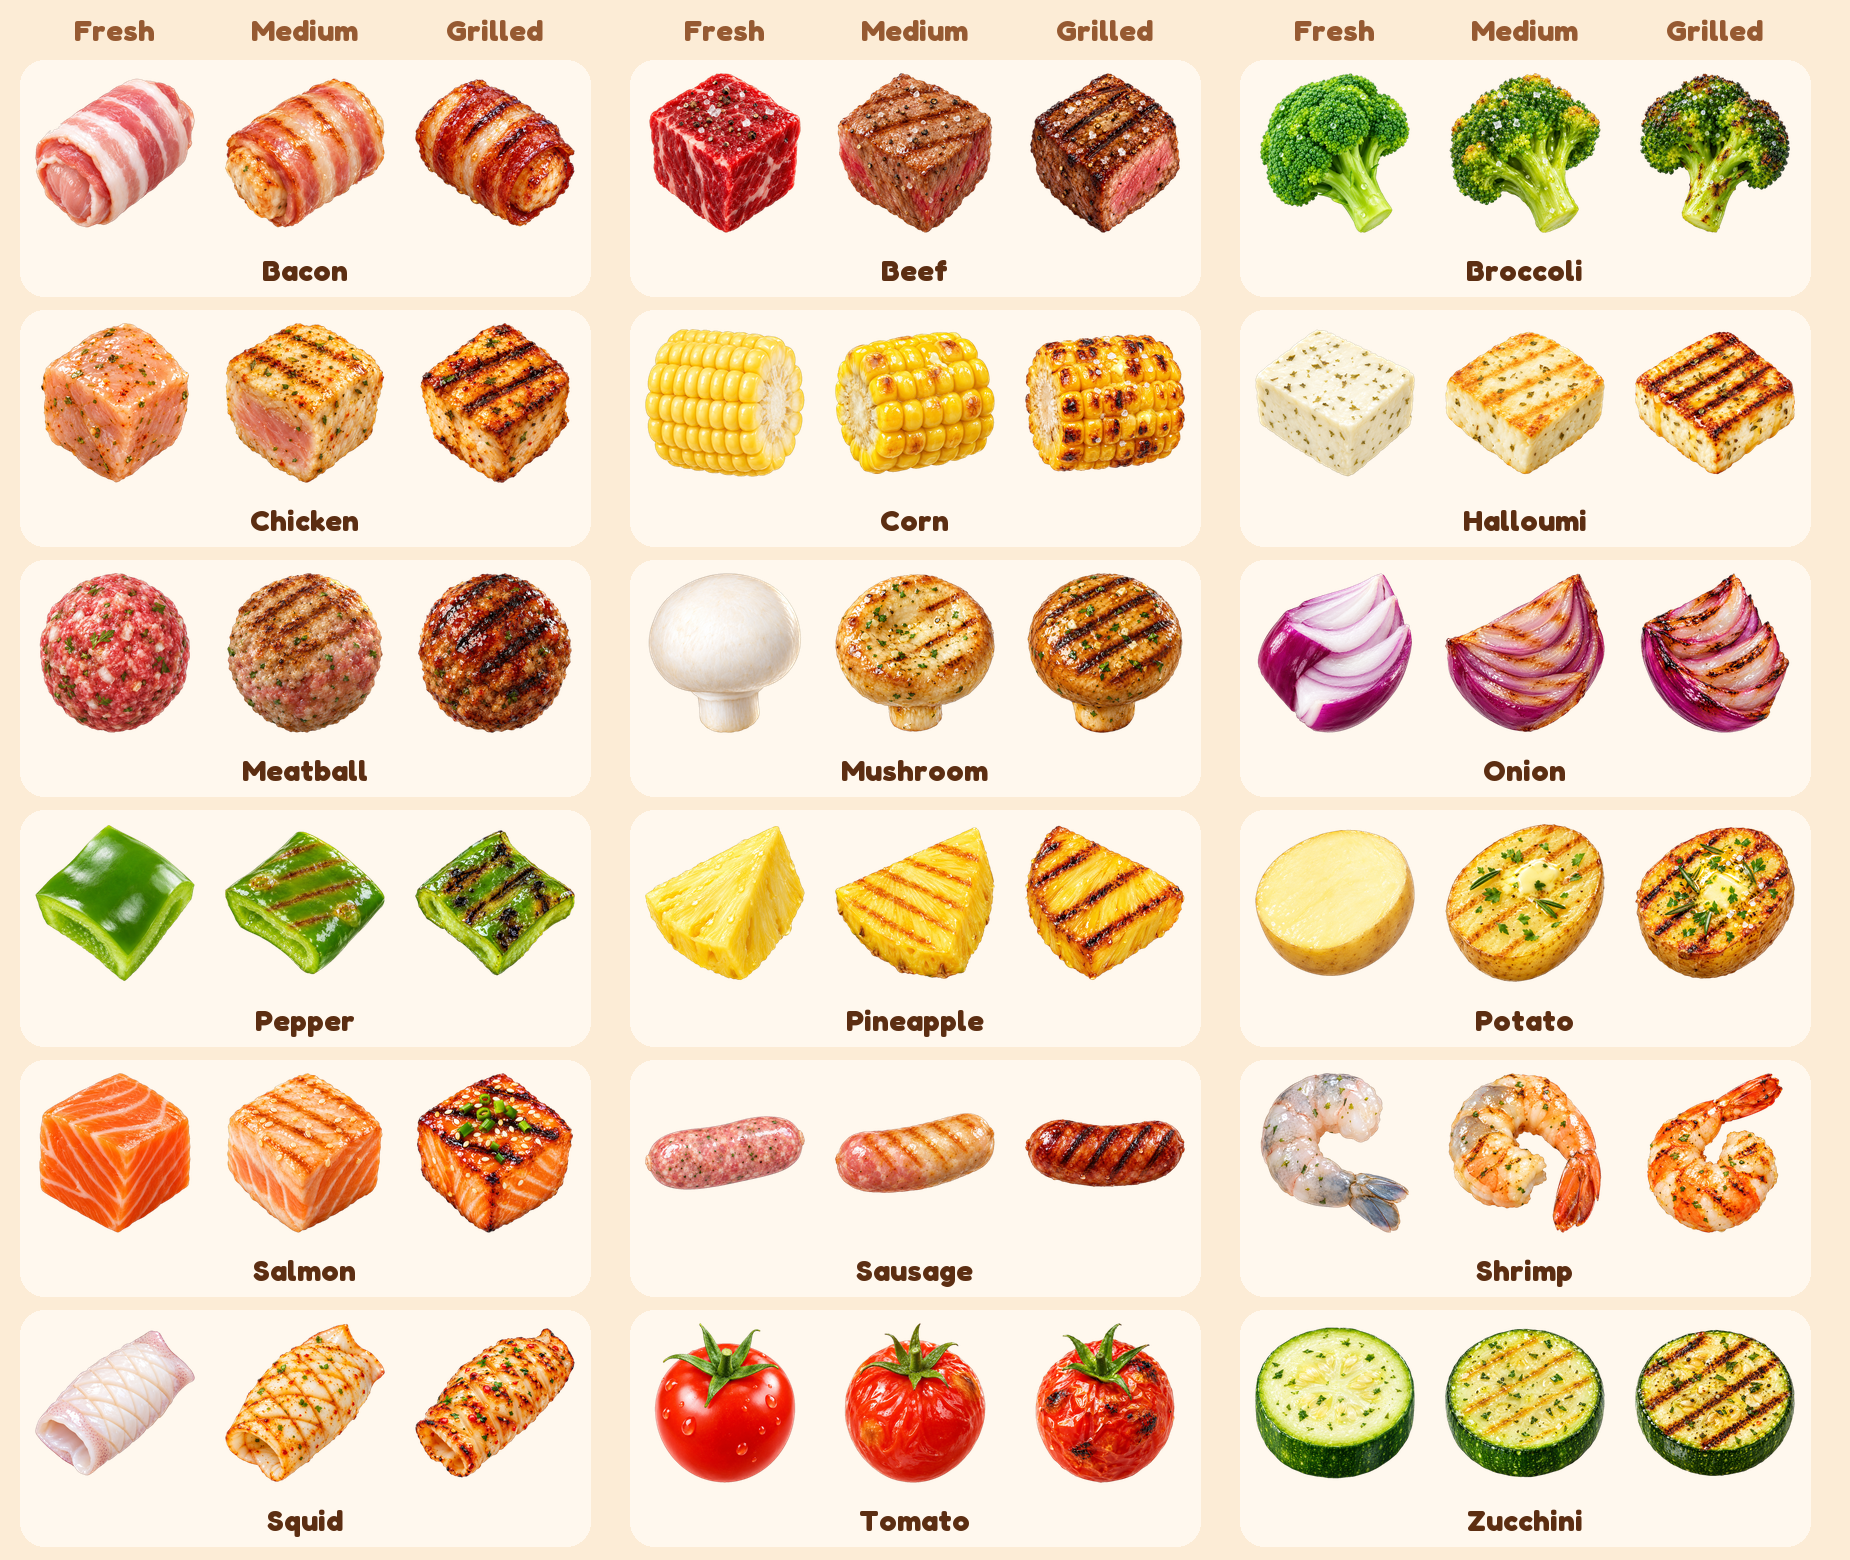 Fresh Medium Grilled Fresh Medium Grilled Fresh Medium Grilled
Bacon Beef Broccoli
Chicken Corn Halloumi
Meatball Mushroom Onion
Pepper Pineapple Potato
Salmon Sausage Shrimp
Squid Tomato Zucchini